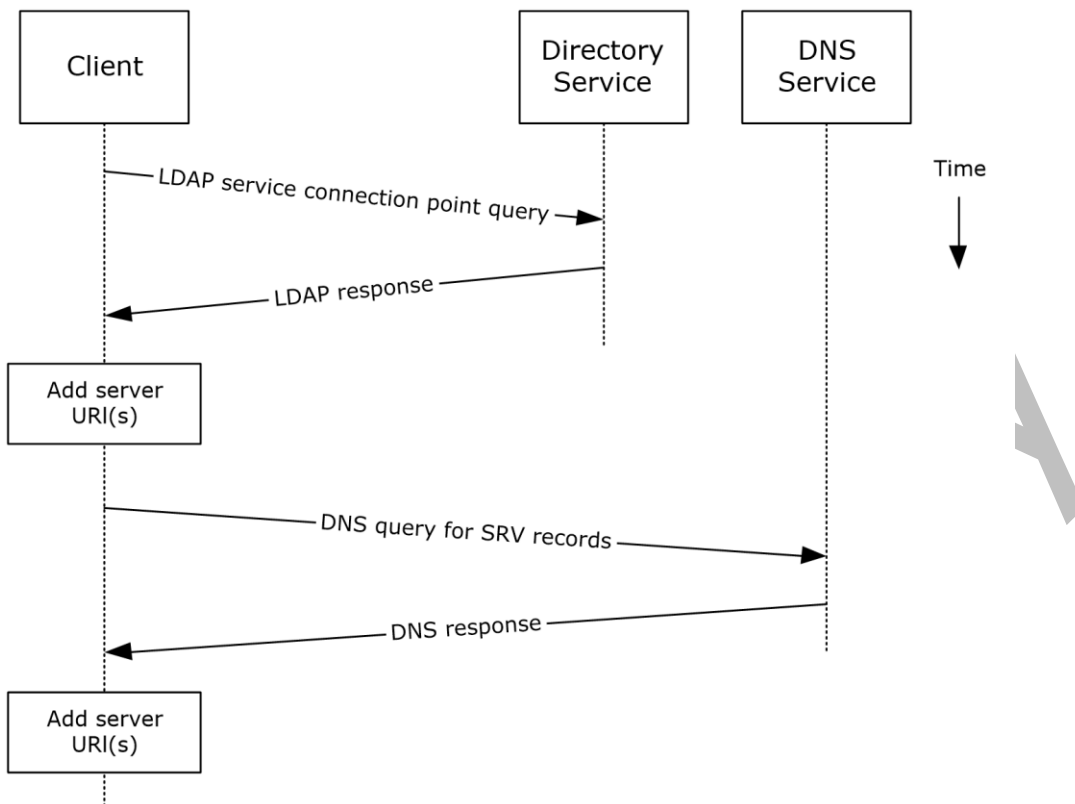 Client
Directory
Service
DNS
Service
Time
LDAP service connection point query
LDAP response
Add server
URI(s)
DNS query for SRV records
DNS response
Add server
URI(s)